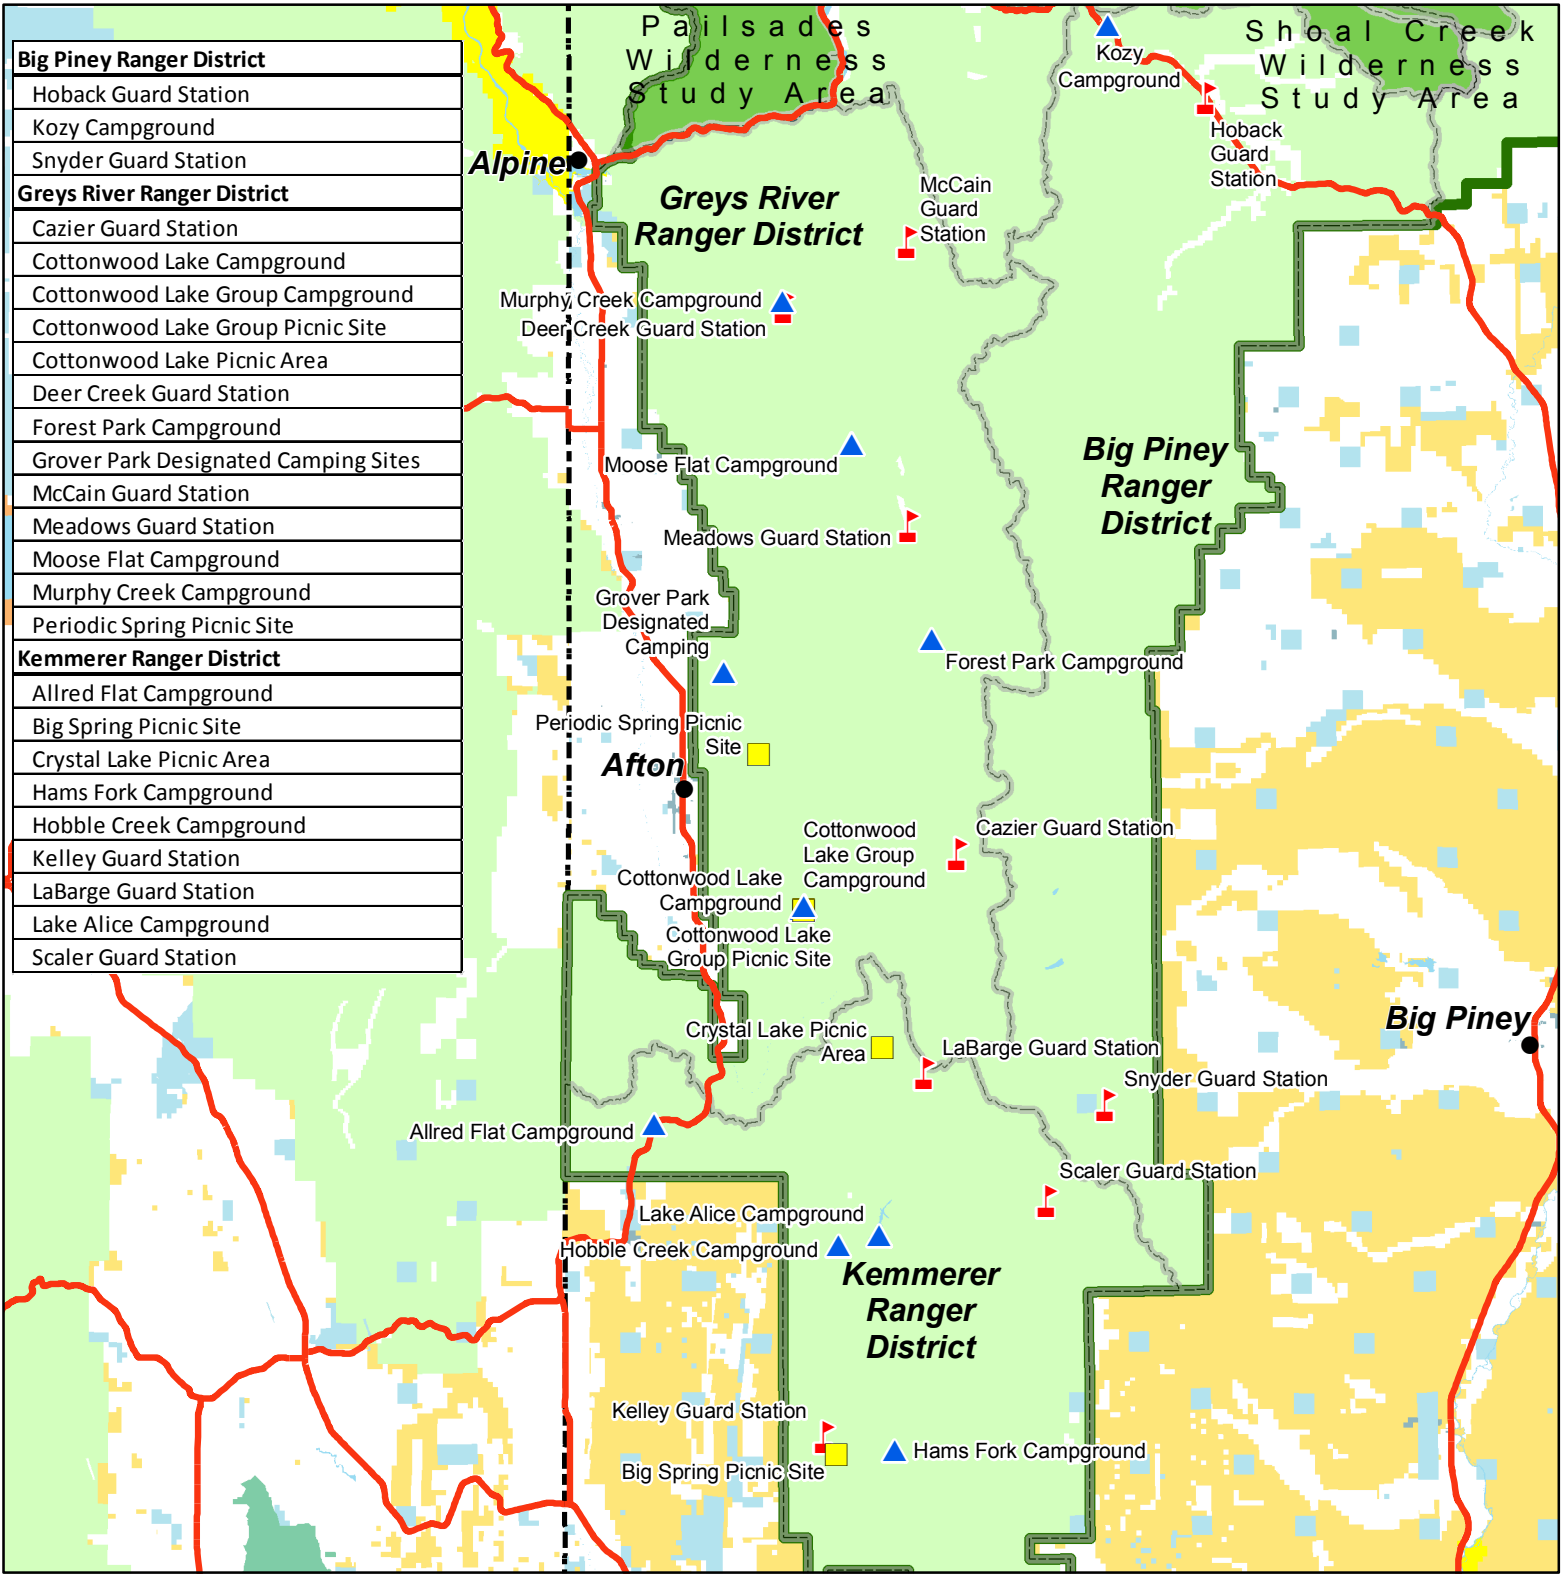 Big Piney Ranger District
Hoback Guard Station
Kozy Campground
Snyder Guard Station
Greys River Ranger District
Cazier Guard Station
Cottonwood Lake Campground
Cottonwood Lake Group Campground
Cottonwood Lake Group Picnic Site
Cottonwood Lake Picnic Area
Deer Creek Guard Station
Forest Park Campground
Grover Park Designated Camping Sites
McCain Guard Station
Meadows Guard Station
Moose Flat Campground
Murphy Creek Campground
Periodic Spring Picnic Site
Kemmerer Ranger District
Allred Flat Campground
Big Spring Picnic Site
Crystal Lake Picnic Area
Hams Fork Campground
Hobble Creek Campground
Kelley Guard Station
LaBarge Guard Station
Lake Alice Campground
Scaler Guard Station
Pailsades
Wilderness
Study Area
Kozy
Campground
Shoal Creek
Wilderness
Study Area
Hoback
Guard
Station
Alpine
Greys River
Ranger District
McCain
Guard
Station
Murphy Creek Campground
Deer Creek Guard Station
Moose Flat Campground
Big Piney
Ranger
District
Meadows Guard Station
Grover Park
Designated
Camping
Forest Park Campground
Periodic Spring Picnic
Site
Afton
Cottonwood
Lake Group
Campground
Cazier Guard Station
Cottonwood Lake
Campground
Cottonwood Lake
Group Picnic Site
Crystal Lake Picnic
Area
LaBarge Guard Station
Big Piney
Snyder Guard Station
Allred Flat Campground
Scaler Guard Station
Lake Alice Campground
Hobble Creek Campground
Kemmerer
Ranger
District
Kelley Guard Station
Hams Fork Campground
Big Spring Picnic Site